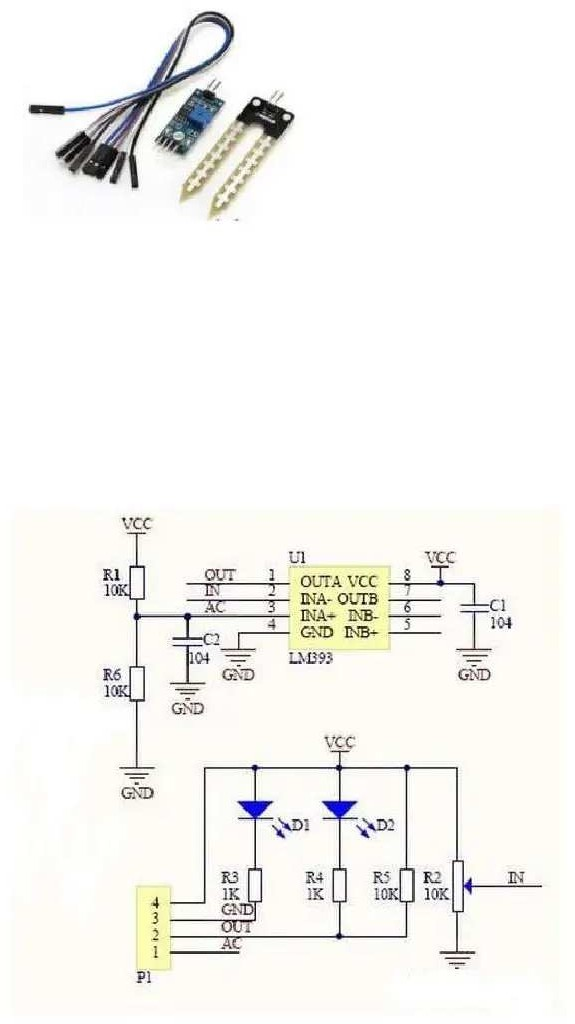 VCC
R1
10K
R6
10K
GND
C2
104
GND
OUT
IN
AC
1
2
3
4
GND
U1
OUTA VCC
INA- OUTB
INA+ INB-
GND INB+
LM393
8
7
6
5
VCC
C1
104
GND
VCC
D1
D2
R3
1K
R4
1K
R5
10K
R2
10K
IN
4
3
2
1
GND
OUT
AC
P1